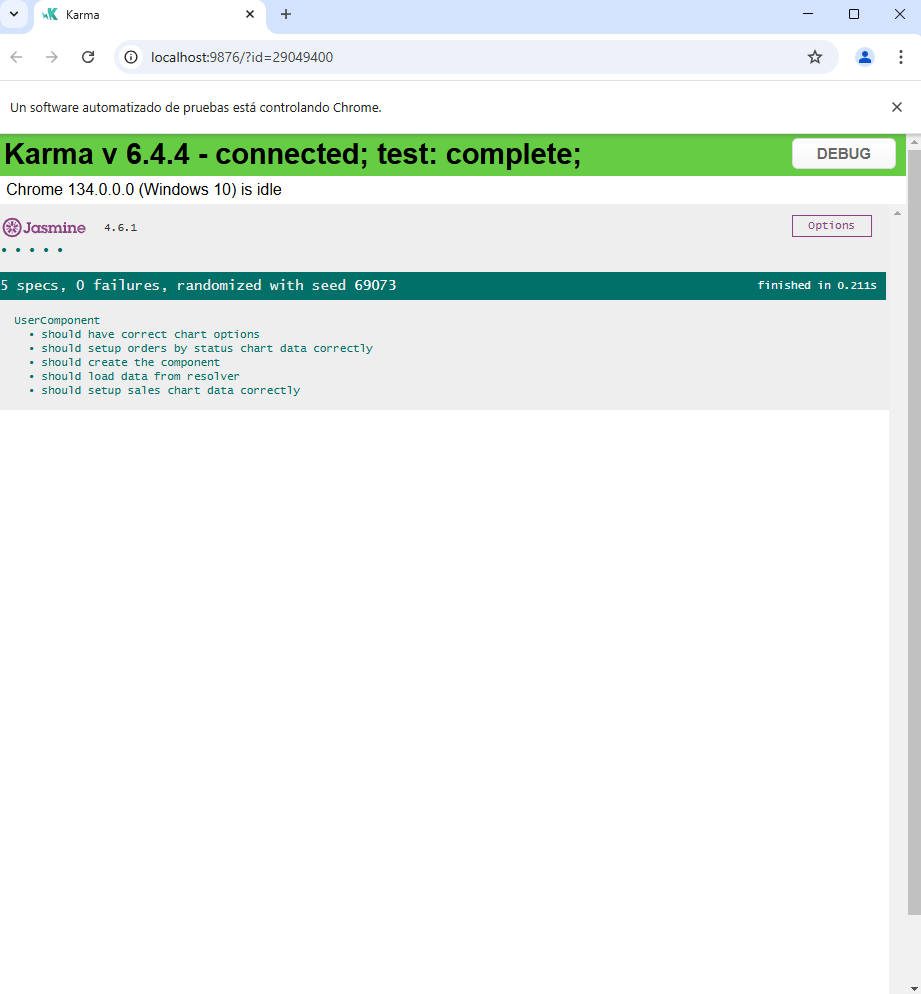 Karma
localhost:9876/?id=29049400
Un software automatizado de pruebas está controlando Chrome.
Karma v 6.4.4 - connected; test: complete;
DEBUG
Chrome 134.0.0.0 (Windows 10) is idle
Jasmine 4.6.1
Options
• • • • •
5 specs, 0 failures, randomized with seed 69073
finished in 0.211s
UserComponent
• should have correct chart options
• should setup orders by status chart data correctly
• should create the component
• should load data from resolver
• should setup sales chart data correctly